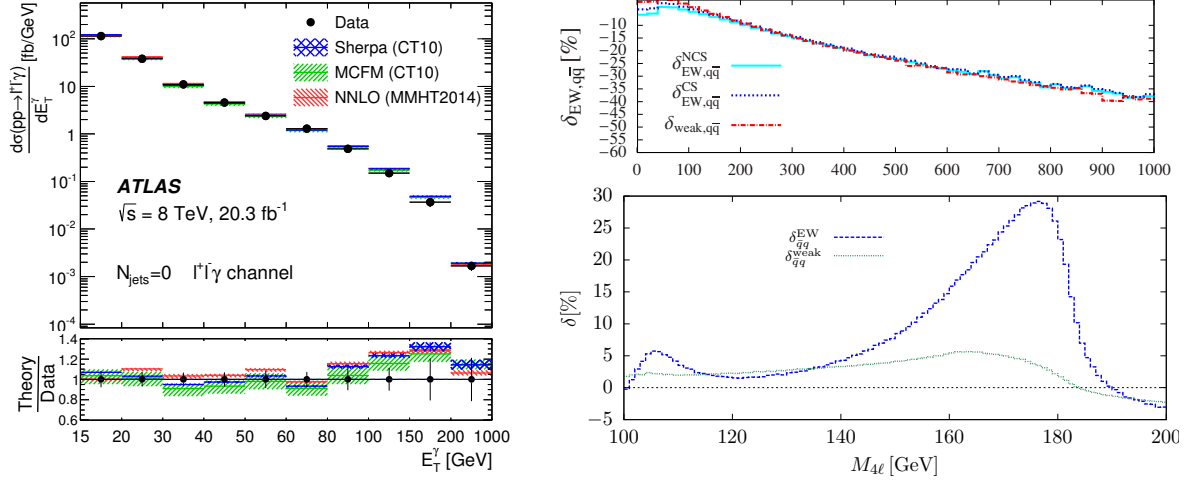 dσ(pp→l⁺l⁻γ)/dE_T^γ [fb/GeV]
10²
10
1
10⁻¹
10⁻²
10⁻³
10⁻⁴
Data
Sherpa (CT10)
MCFM (CT10)
NNLO (MMHT2014)
ATLAS
√s = 8 TeV, 20.3 fb⁻¹
N_jets=0 l⁺l⁻γ channel
Theory/Data
1.4
1.2
1
0.8
0.6
15 20 30 40 50 60 80 100 150 200 1000
E_T^γ [GeV]
δ_EW,qq̄ [%]
-10
-15
-20
-25
-30
-35
-40
-45
-50
-55
-60
δ^NCS_EW,qq̄
δ^CS_EW,qq̄
δ_weak,qq̄
0 100 200 300 400 500 600 700 800 900 1000
δ[%]
30
25
20
15
10
5
0
−5
δ^EW_q̄q
δ^weak_q̄q
100 120 140 160 180 200
M_4ℓ [GeV]